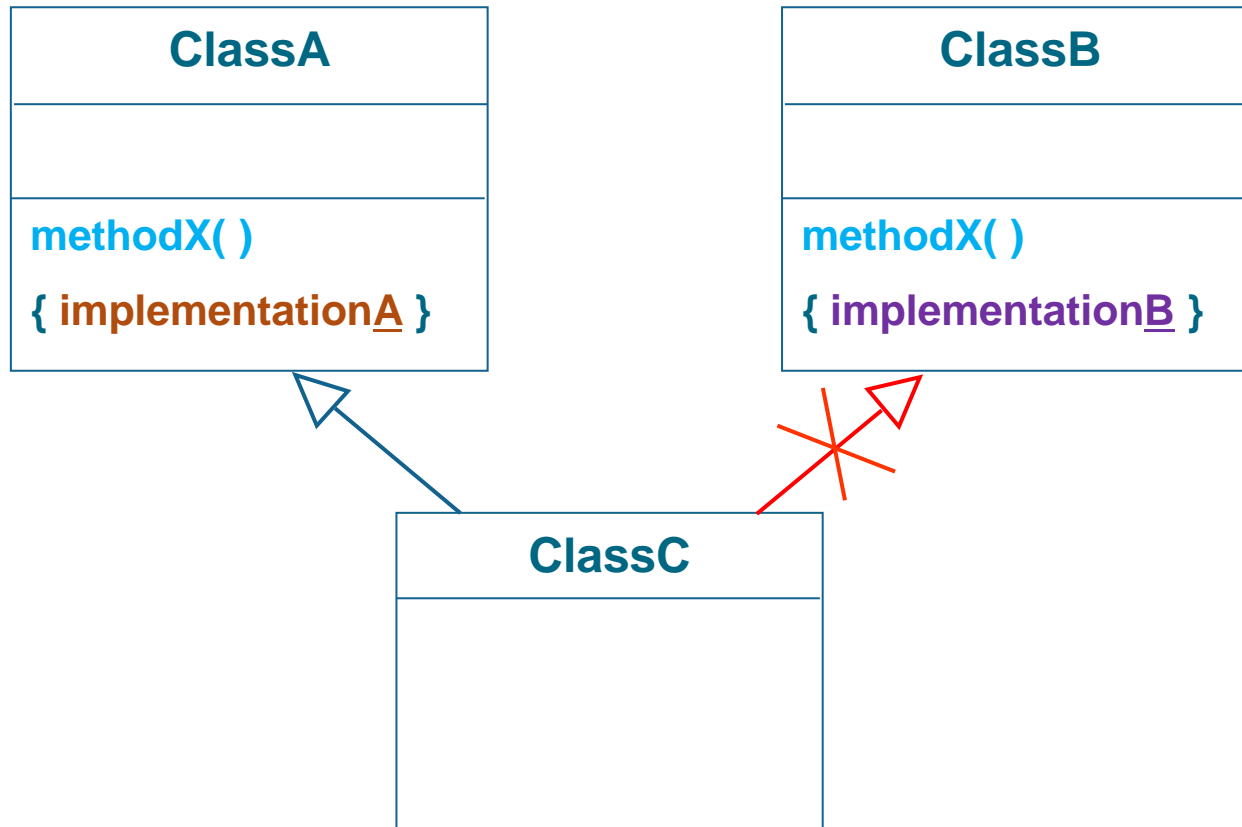 ClassA
methodX( )
{ implementationA }
ClassB
methodX( )
{ implementationB }
ClassC